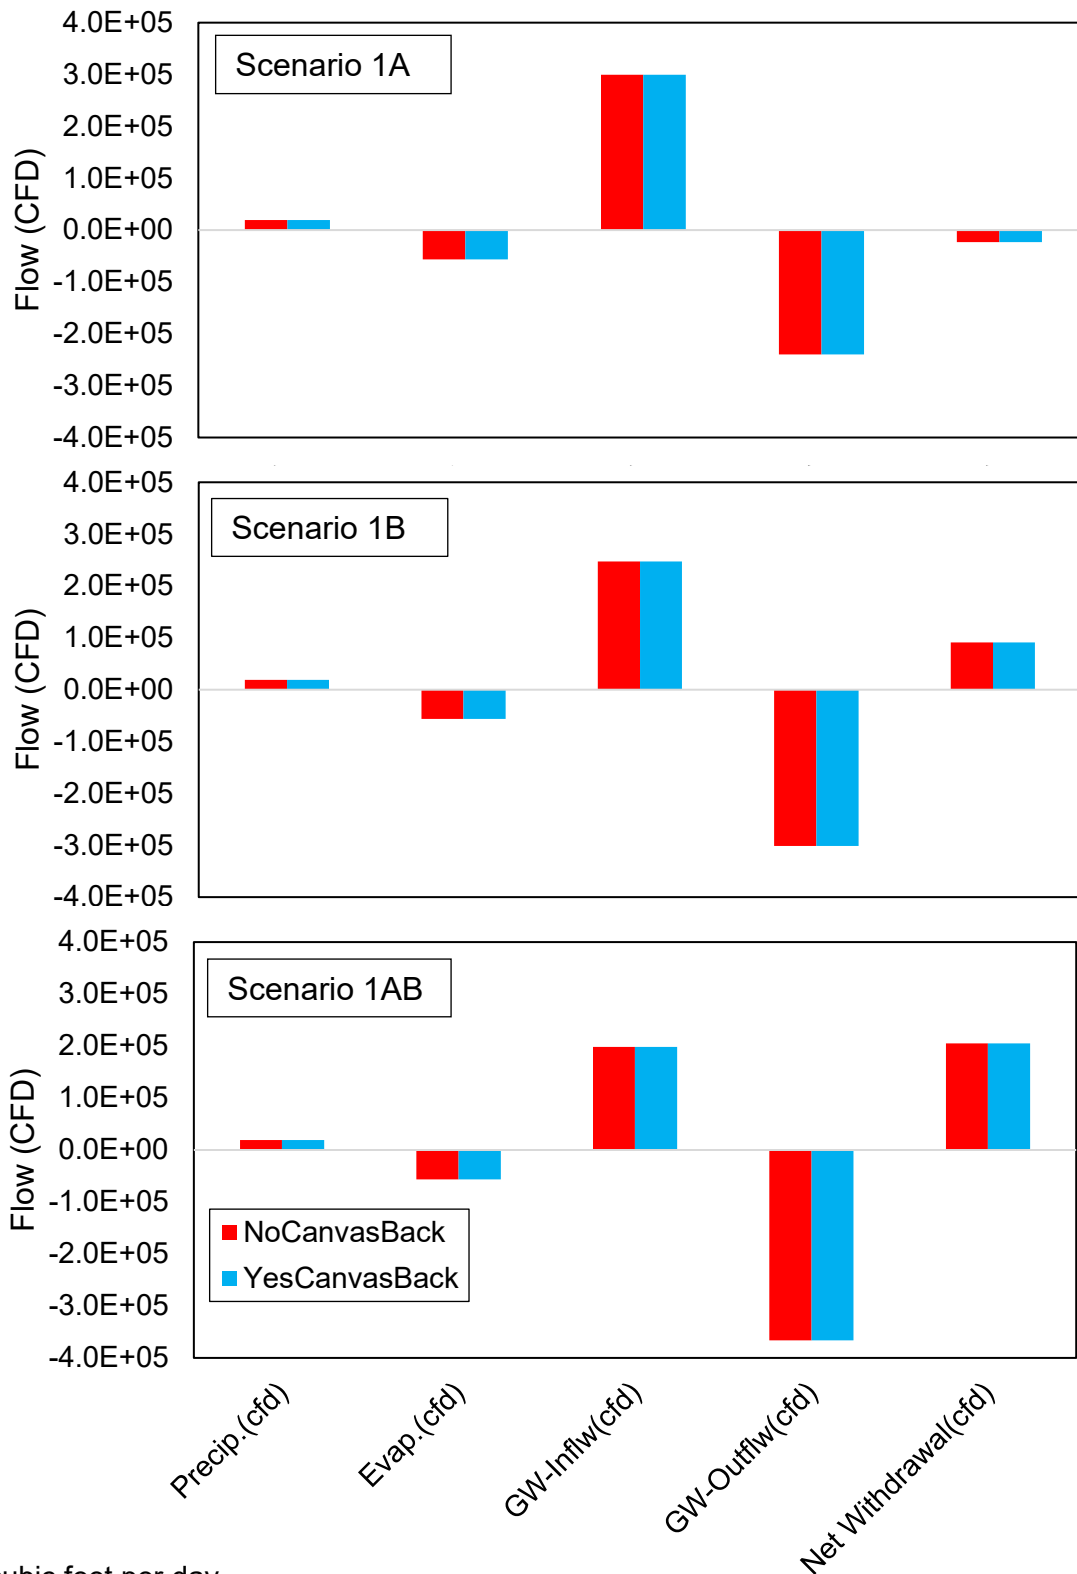 4.0E+05
3.0E+05
2.0E+05
1.0E+05
0.0E+00
-1.0E+05
-2.0E+05
-3.0E+05
-4.0E+05
Flow (CFD)
Scenario 1A
4.0E+05
3.0E+05
2.0E+05
1.0E+05
0.0E+00
-1.0E+05
-2.0E+05
-3.0E+05
-4.0E+05
Flow (CFD)
Scenario 1B
4.0E+05
3.0E+05
2.0E+05
1.0E+05
0.0E+00
-1.0E+05
-2.0E+05
-3.0E+05
-4.0E+05
Flow (CFD)
Scenario 1AB
NoCanvasBack
YesCanvasBack
Precip.(cfd)
Evap.(cfd)
GW-Inflw(cfd)
GW-Outflw(cfd)
Net Withdrawal(cfd)
feet per day